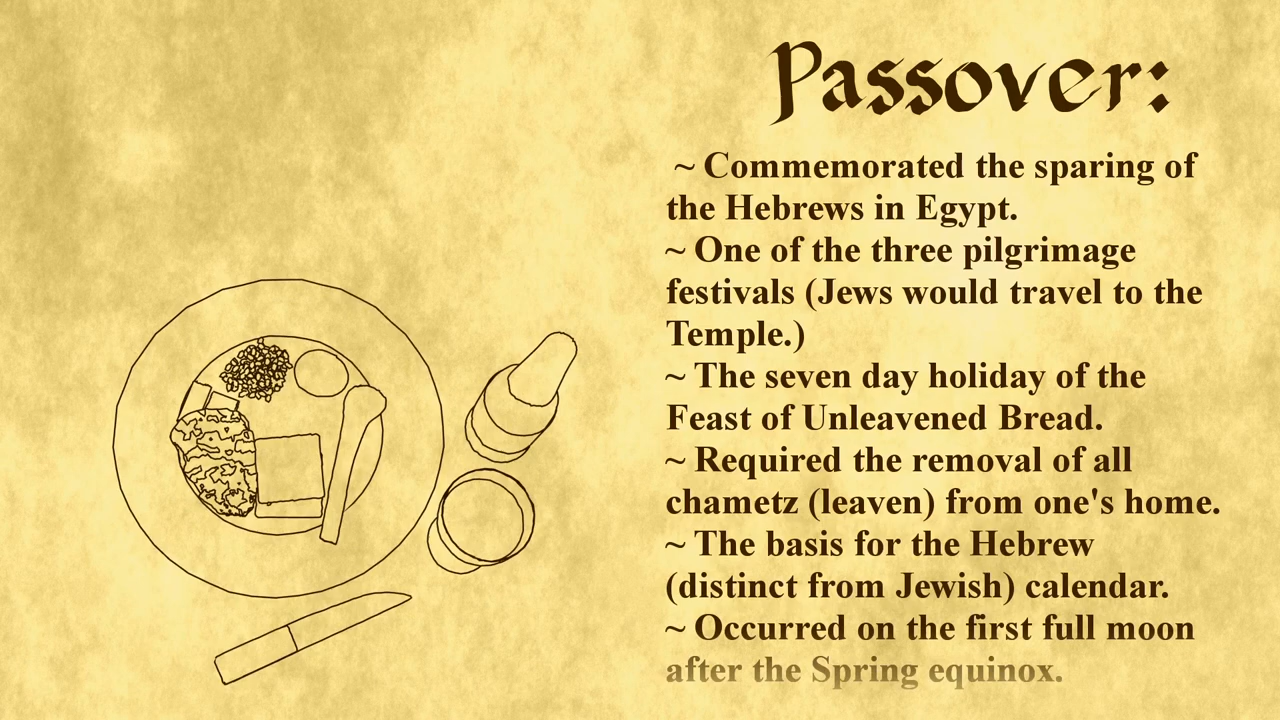 Passover:
~ Commemorated the sparing of
the Hebrews in Egypt.
~ One of the three pilgrimage
festivals (Jews would travel to the
Temple.)
~ The seven day holiday of the
Feast of Unleavened Bread.
~ Required the removal of all
chametz (leaven) from one's home.
~ The basis for the Hebrew
(distinct from Jewish) calendar.
~ Occurred on the first full moon
after the Spring equinox.